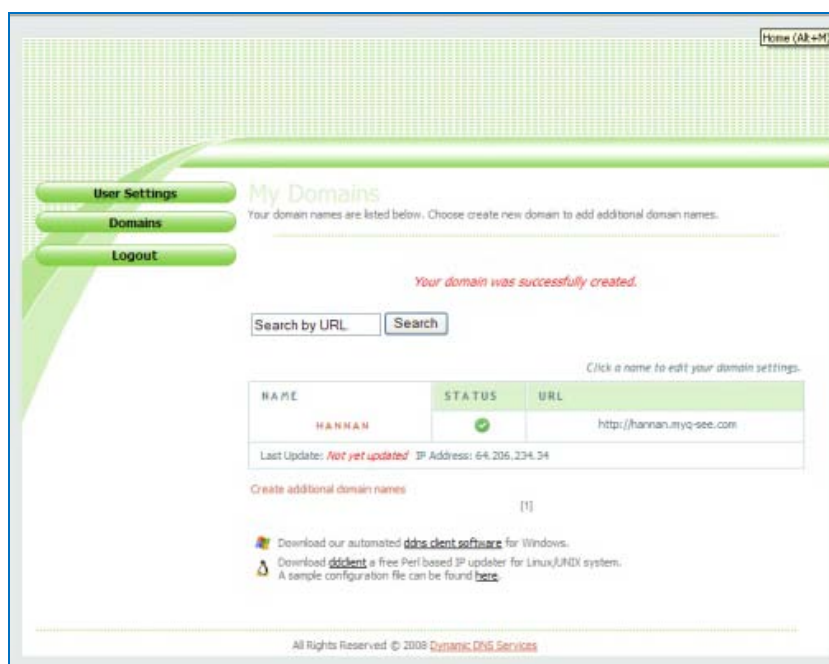 Home (Alt+M)
User Settings
Domains
Logout
My Domains
Your domain names are listed below. Choose create new domain to add additional domain names.
Your domain was successfully created.
Search by URL
Search
Click a name to edit your domain settings.
NAME STATUS URL
HANNAN http://hannan.myq-see.com
Last Update: Not yet updated IP Address: 64.206.234.34
Create additional domain names
[1]
Download our automated ddns client software for Windows.
Download ddclient a free Perl based IP updater for Linux/UNIX system.
A sample configuration file can be found here.
All Rights Reserved © 2008 Dynamic DNS Services